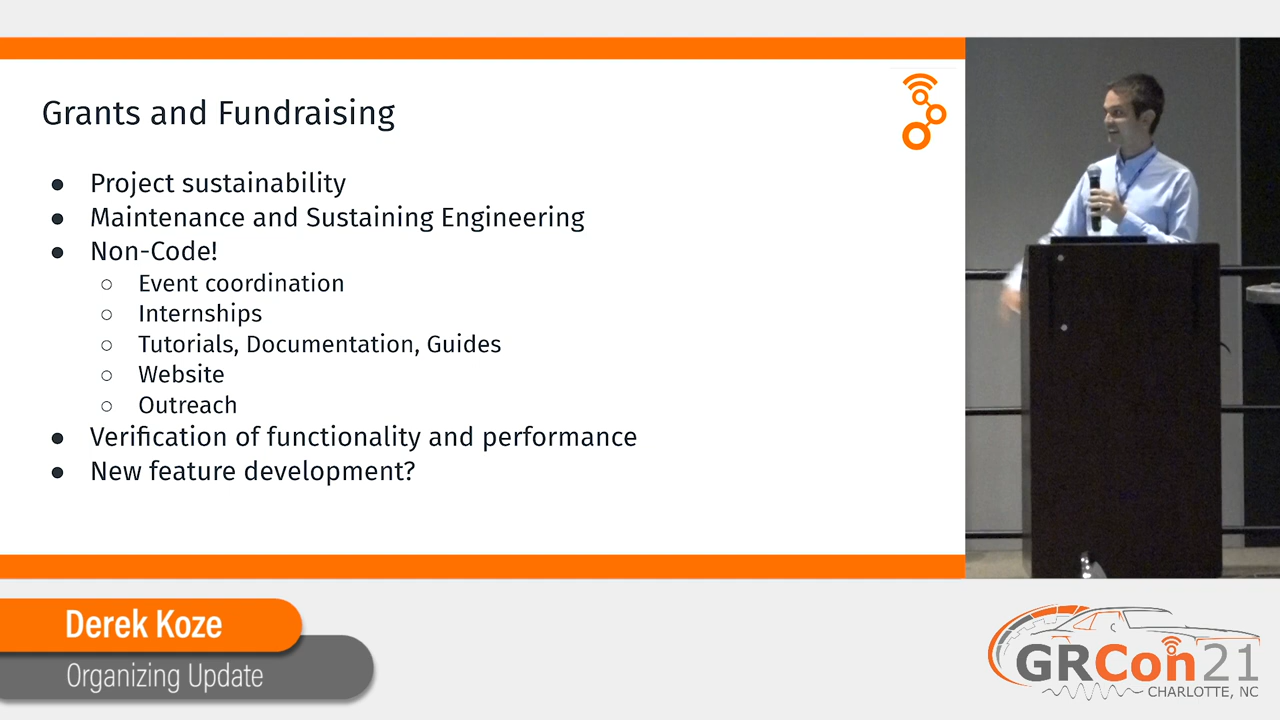 Grants and Fundraising
● Project sustainability
● Maintenance and Sustaining Engineering
● Non-Code!
○ Event coordination
○ Internships
○ Tutorials, Documentation, Guides
○ Website
○ Outreach
● Verification of functionality and performance
● New feature development?
Derek Koze
Organizing Update
GRCon21
CHARLOTTE, NC